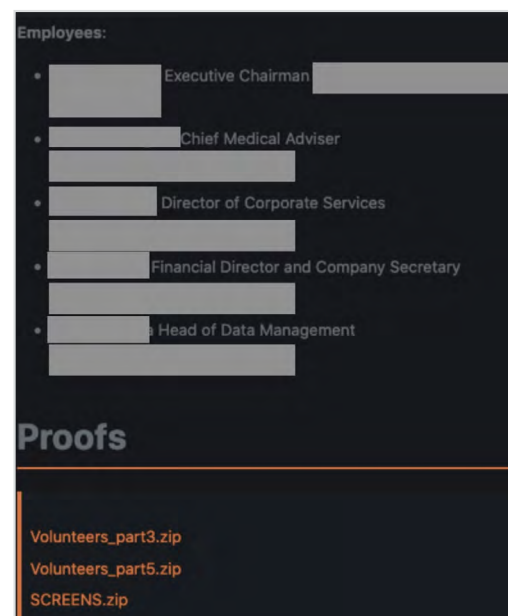 Employees:
Executive Chairman
Chief Medical Adviser
Director of Corporate Services
Financial Director and Company Secretary
Head of Data Management
Proofs
Volunteers_part3.zip
Volunteers_part5.zip
SCREENS.zip